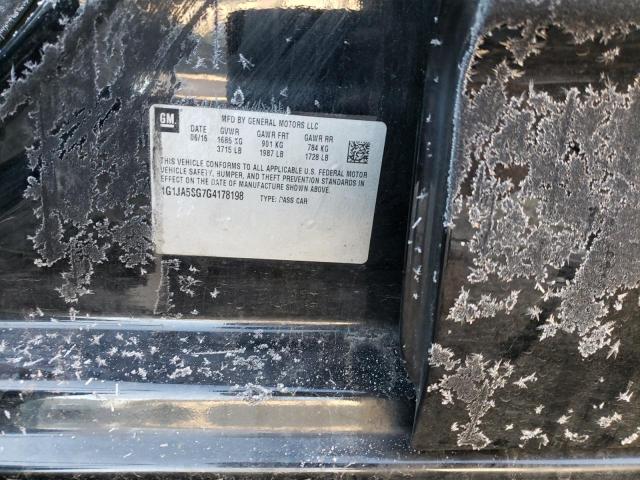 GM
MFD BY GENERAL MOTORS LLC
DATE GVWR GAWR FRT GAWR RR
06/16 1685 KG 901 KG 784 KG
3715 LB 1987 LB 1728 LB
THIS VEHICLE CONFORMS TO ALL APPLICABLE U.S. FEDERAL MOTOR
VEHICLE SAFETY, BUMPER, AND THEFT PREVENTION STANDARDS IN
EFFECT ON THE DATE OF MANUFACTURE SHOWN ABOVE.
1G1JA5SG7G4178198 TYPE: PASS CAR